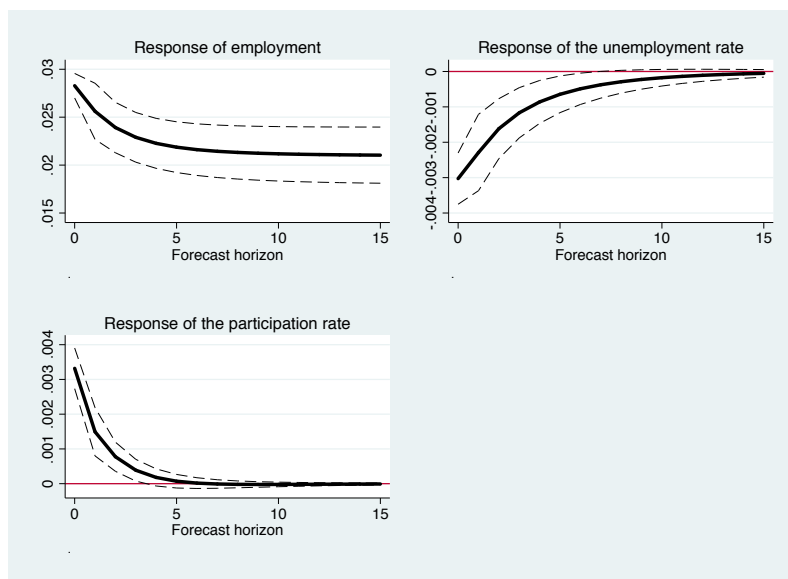 Response of employment
.03
.025
.02
.015
0 5 10 15
Forecast horizon
Response of the unemployment rate
0
-.001
-.002
-.003
-.004
0 5 10 15
Forecast horizon
Response of the participation rate
.004
.003
.002
.001
0
0 5 10 15
Forecast horizon